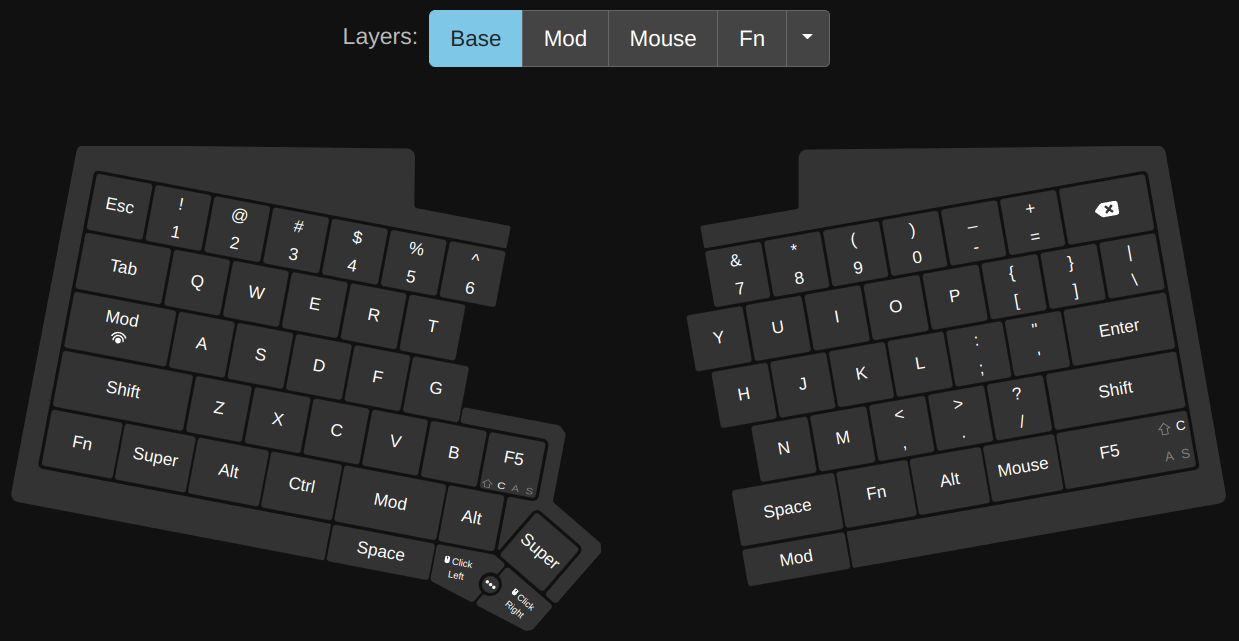 Layers: Base Mod Mouse Fn
Esc ! 1 @ 2 # 3 $ 4 % 5 ^ 6
Tab Q W E R T
Mod A S D F G
Shift Z X C V B F5 C A S
Fn Super Alt Ctrl Mod Alt Super
Space Click Left Click Right
& 7 * 8 ( 9 ) 0 _ - + =
Y U I O P { [ } ] | \
H J K L : ; " ' Enter
N M < , > . ? / Shift
Space Fn Alt Mouse F5 C A S
Mod